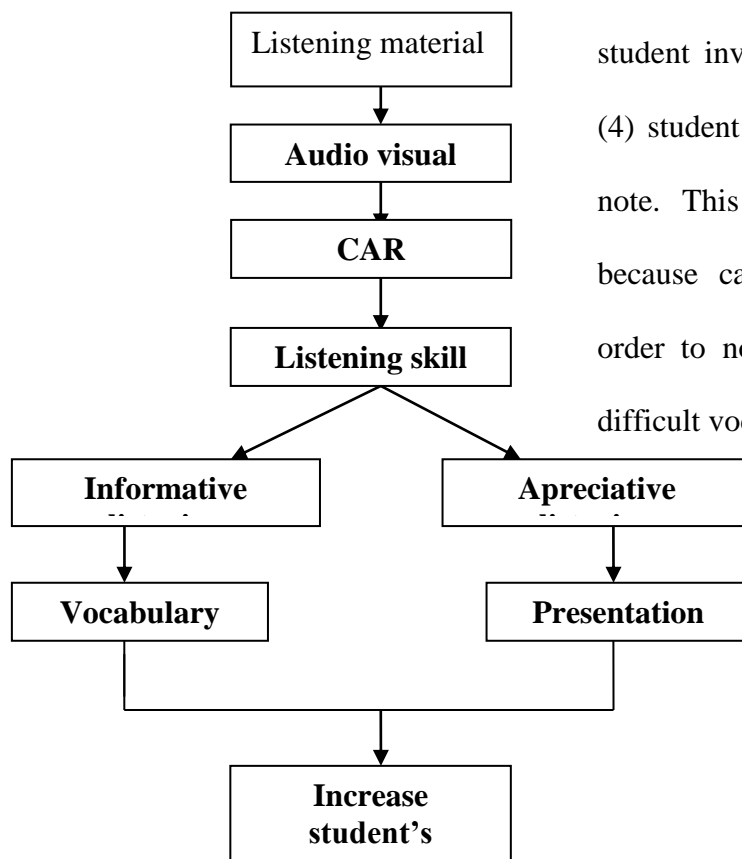 Listening material
Audio visual
CAR
Listening skill
Informative
Apreciative
Vocabulary
Presentation
Increase
student's
student inv
(4) student
note. This
because ca
order to no
difficult vo